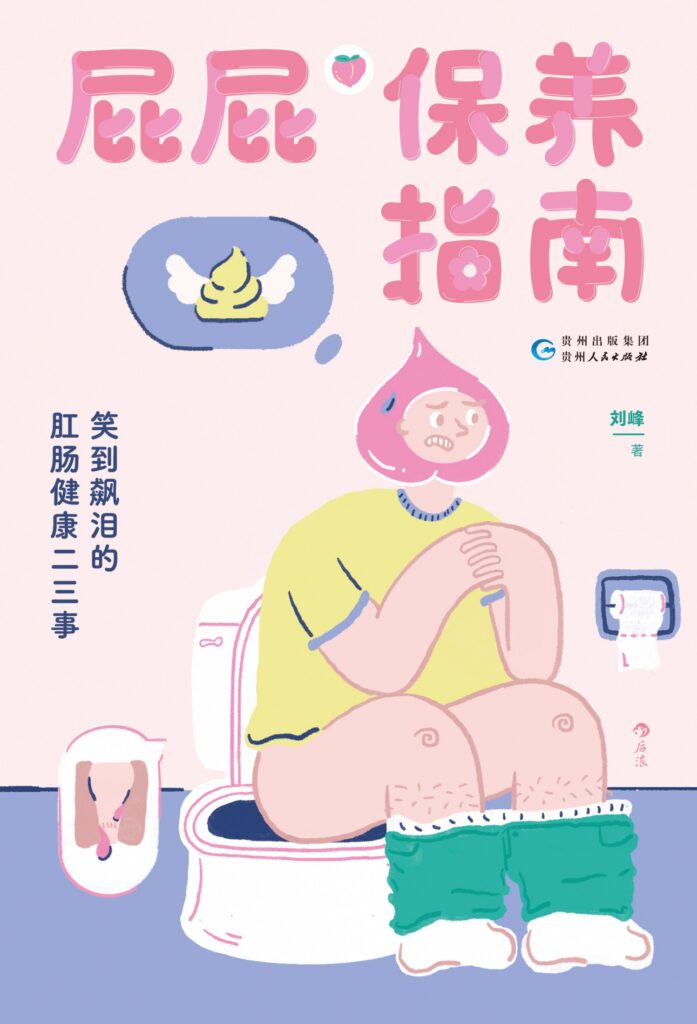 屁屁保养
指南
贵州出版集团
贵州人民出版社
刘峰
著
笑到飙泪的
肛肠健康二三事
后浪